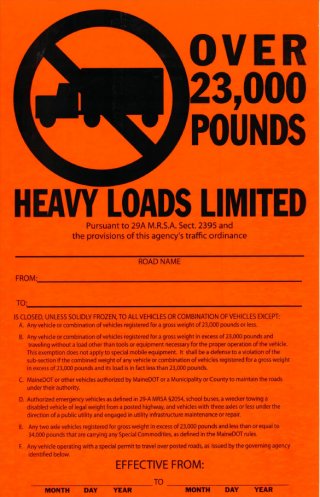 OVER
23,000
POUNDS
HEAVY LOADS LIMITED
Pursuant to 29A M.R.S.A. Sect. 2395 and
the provisions of this agency's traffic ordinance
ROAD NAME
FROM:
TO:
IS CLOSED, UNLESS SOLIDLY FROZEN, TO ALL VEHICLES OR COMBINATION OF VEHICLES EXCEPT:
A. Any vehicle or combination of vehicles registered for a gross weight of 23,000 pounds or less.
B. Any vehicle or combination of vehicles registered for a gross weight in excess of 23,000 pounds and
traveling without a load other than tools or equipment necessary for the proper operation of the vehicle.
This exemption does not apply to special mobile equipment. It shall be a defense to a violation of the
sub-section if the combined weight of any vehicle or combination of vehicles registered for a gross weight
in excess of 23,000 pounds and its load is in fact less than 23,000 pounds.
C. MaineDOT or other vehicles authorized by MaineDOT or a Municipality or County to maintain the roads
under their authority.
D. Authorized emergency vehicles as defined in 29-A MRSA §2054, school buses, a wrecker towing a
disabled vehicle of legal weight from a posted highway, and vehicles with three axles or less under the
direction of a public utility and engaged in utility infrastructure maintenance or repair.
E. Any two axle vehicles registered for gross weight in excess of 23,000 pounds and less than or equal to
34,000 pounds that are carrying any Special Commodities, as defined in the MaineDOT rules.
F. Any vehicle operating with a special permit to travel over posted roads, as issued by the governing agency
identified below.
EFFECTIVE FROM:
TO
MONTH DAY YEAR MONTH DAY YEAR